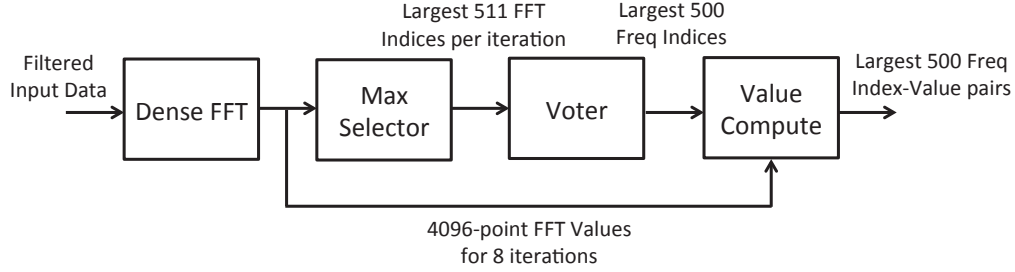 Largest 511 FFT
Indices per iteration
Largest 500
Freq Indices
Filtered
Input Data
Largest 500 Freq
Index-Value pairs
Dense FFT
Max
Selector
Voter
Value
Compute
4096-point FFT Values
for 8 iterations